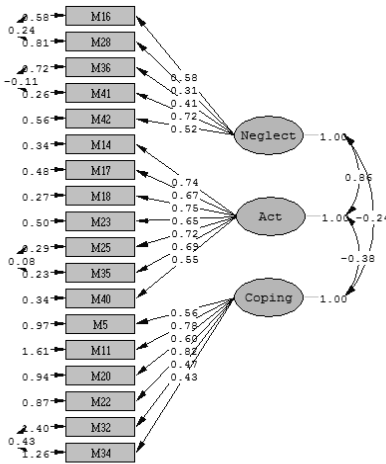 0.58 M16
0.24
0.81 M28
0.72 M36
-0.11
0.26 M41
0.56 M42
0.34 M14
0.48 M17
0.27 M18
0.50 M23
0.29 M25
0.08
0.23 M35
0.34 M40
0.97 M5
1.61 M11
0.94 M20
0.87 M22
1.40 M32
0.43
1.26 M34
0.58
0.31
0.41
0.72
0.52
0.74
0.67
0.75
0.65
0.72
0.69
0.55
0.56
0.78
0.60
0.82
0.47
0.43
Neglect 1.00
0.86
Act 1.00
-0.24
-0.38
Coping 1.00